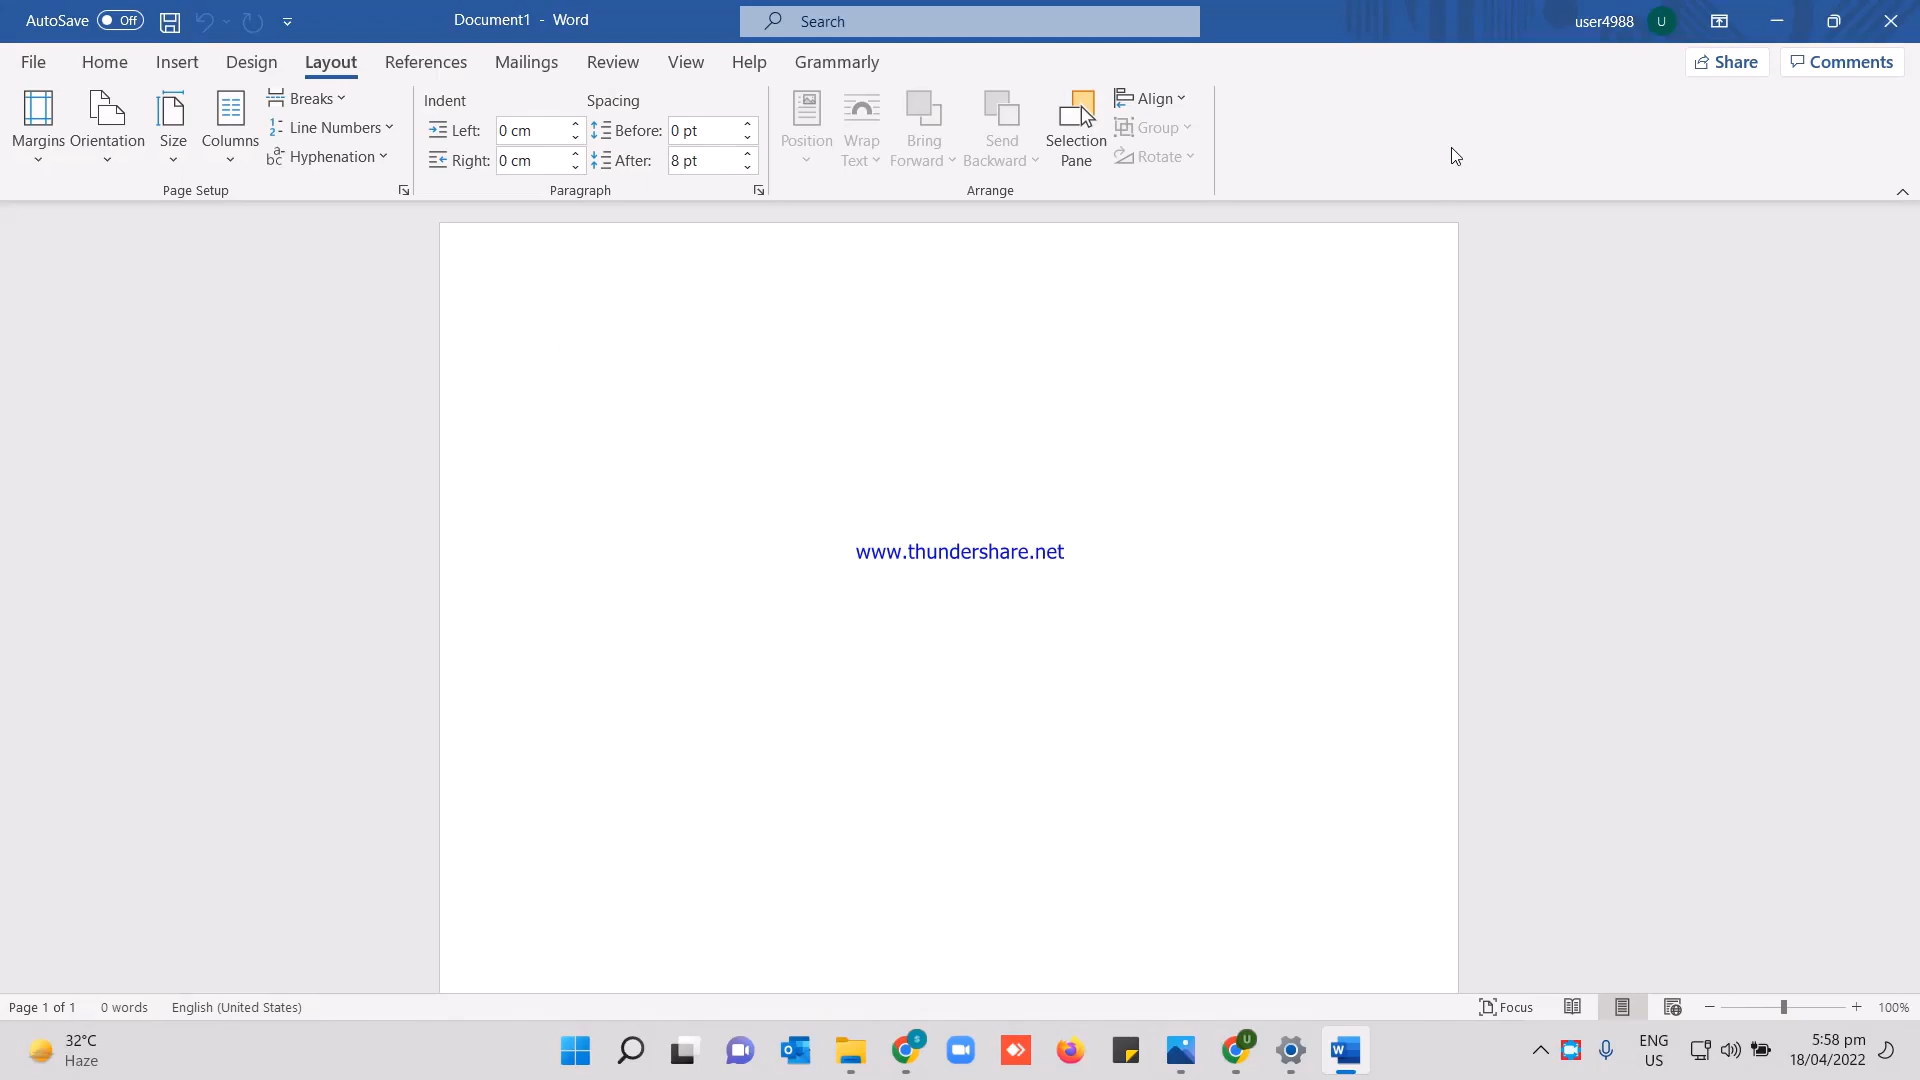 AutoSave Off
Document1 - Word
Search
user4988 U
File Home Insert Design Layout References Mailings Review View Help Grammarly
Share Comments
Margins Orientation Size Columns
Breaks
Line Numbers
Hyphenation
Page Setup
Indent Spacing
Left: 0 cm Before: 0 pt
Right: 0 cm After: 8 pt
Paragraph
Position
Wrap
Text
Bring
Forward
Send
Backward
Selection
Pane
Align
Group
Rotate
Arrange
www.thundershare.net
Page 1 of 1 0 words English (United States)
Focus 100%
32°C
Haze
ENG
US
5:58 pm
18/04/2022